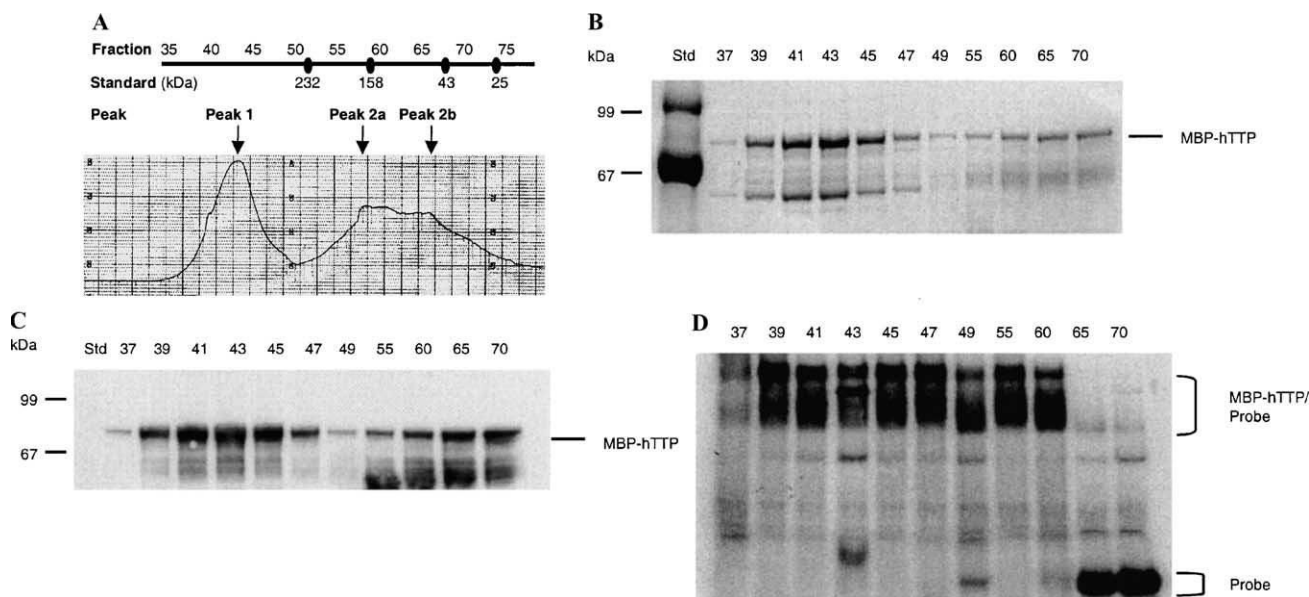 A
Fraction 35 40 45 50 55 60 65 70 75
Standard (kDa) 232 158 43 25
Peak Peak 1 Peak 2a Peak 2b
B
kDa Std 37 39 41 43 45 47 49 55 60 65 70
99
MBP-hTTP
67
C
kDa
Std 37 39 41 43 45 47 49 55 60 65 70
99
MBP-hTTP
67
D
37 39 41 43 45 47 49 55 60 65 70
MBP-hTTP/
Probe
Probe